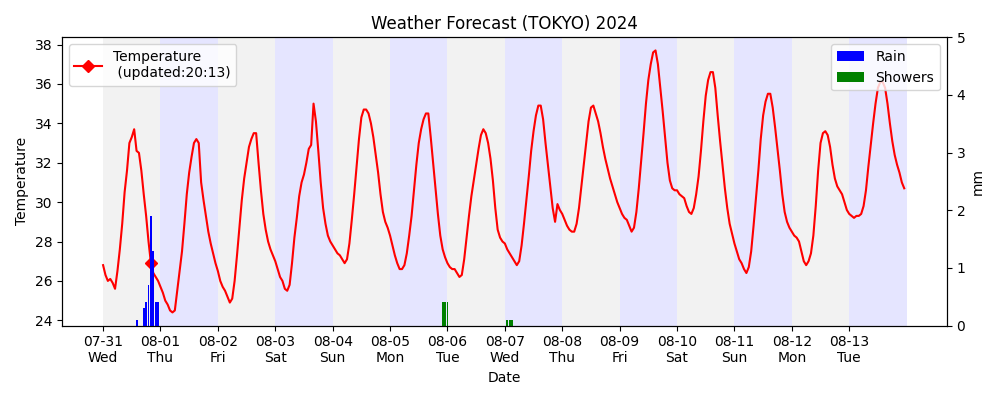 Weather Forecast (TOKYO) 2024
Temperature
(updated:20:13)
Rain
Showers
Temperature
38
36
34
32
30
28
26
24
5
4
3
2
1
0
mm
07-31 08-01 08-02 08-03 08-04 08-05 08-06 08-07 08-08 08-09 08-10 08-11 08-12 08-13
Wed Thu Fri Sat Sun Mon Tue Wed Thu Fri Sat Sun Mon Tue
Date